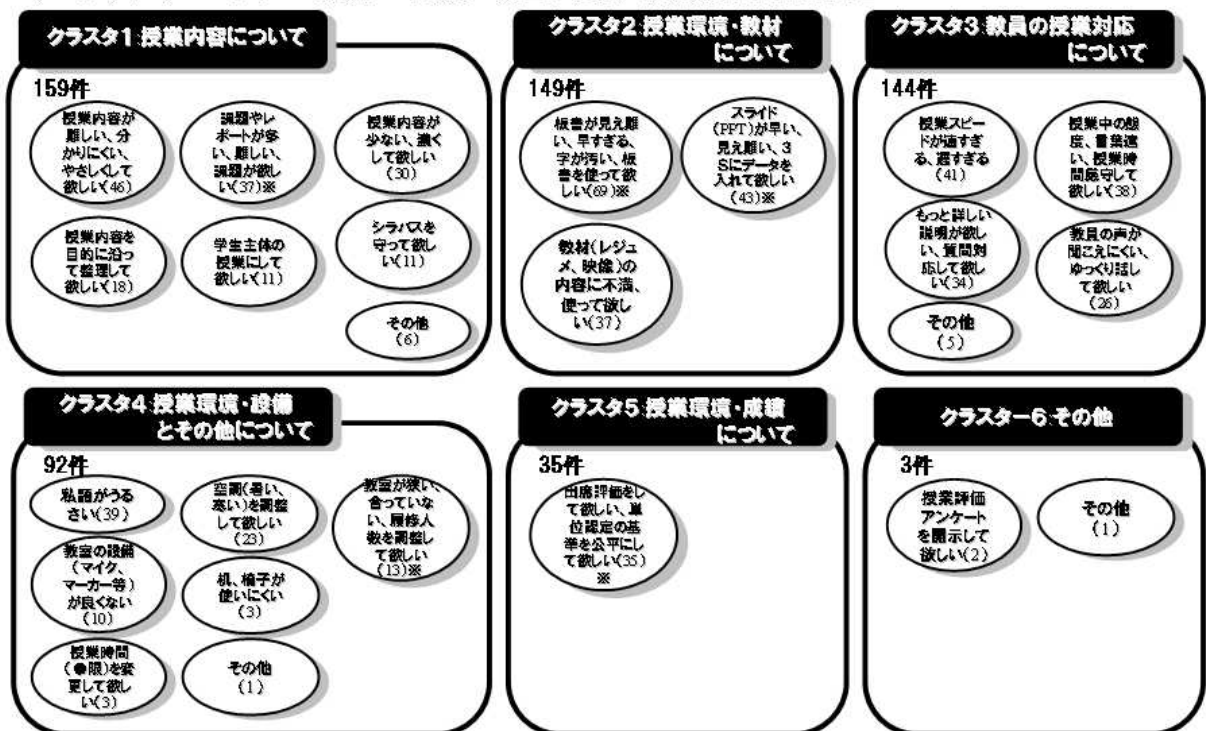 クラスタ1:授業内容について
159件
授業内容が
難しい、分
かりにくい、
やさしくして
欲しい(46)
課題やレ
ポートが多
い、難しい、
課題が欲し
い(37)※
授業内容が
少ない、濃く
して欲しい
(30)
授業内容を
目的に沿っ
て整理して
欲しい(18)
学生主体の
授業にして
欲しい(11)
シラバスを
守って欲し
い(11)
その他
(6)
クラスタ2:授業環境・教材
について
149件
板書が見え難
い、早すぎる、
字が汚い、板
書を使って欲
しい(69)※
スライド
(PPT)が早い、
見え難い、3
Sにデータを
入れて欲しい
(43)※
教材(レジュ
メ、映像)の
内容に不満、
使って欲し
い(37)
クラスタ3:教員の授業対応
について
144件
授業スピー
ドが速すぎ
る、遅すぎる
(41)
授業中の態
度、言葉遣
い、授業時
間厳守して
欲しい(38)
もっと詳しい
説明が欲し
い、質問対
応して欲し
い(34)
教員の声が
聞こえにくい、
ゆっくり話し
て欲しい
(26)
その他
(5)
クラスタ4:授業環境・設備
とその他について
92件
私語がうる
さい(39)
空調(暑い、
寒い)を調整
して欲しい
(23)
教室が狭い、
合っていな
い、履修人
数を調整し
て欲しい
(13)※
教室の設備
(マイク、
マーカー等)
が良くない
(10)
机、椅子が
使いにくい
(3)
授業時間
(●限)を変
更して欲し
い(3)
その他
(1)
クラスタ5:授業環境・成績
について
35件
出席評価をし
て欲しい、単
位認定の基
準を公平にし
て欲しい(35)
※
クラスター6:その他
3件
授業評価
アンケート
を開示して
欲しい(2)
その他
(1)